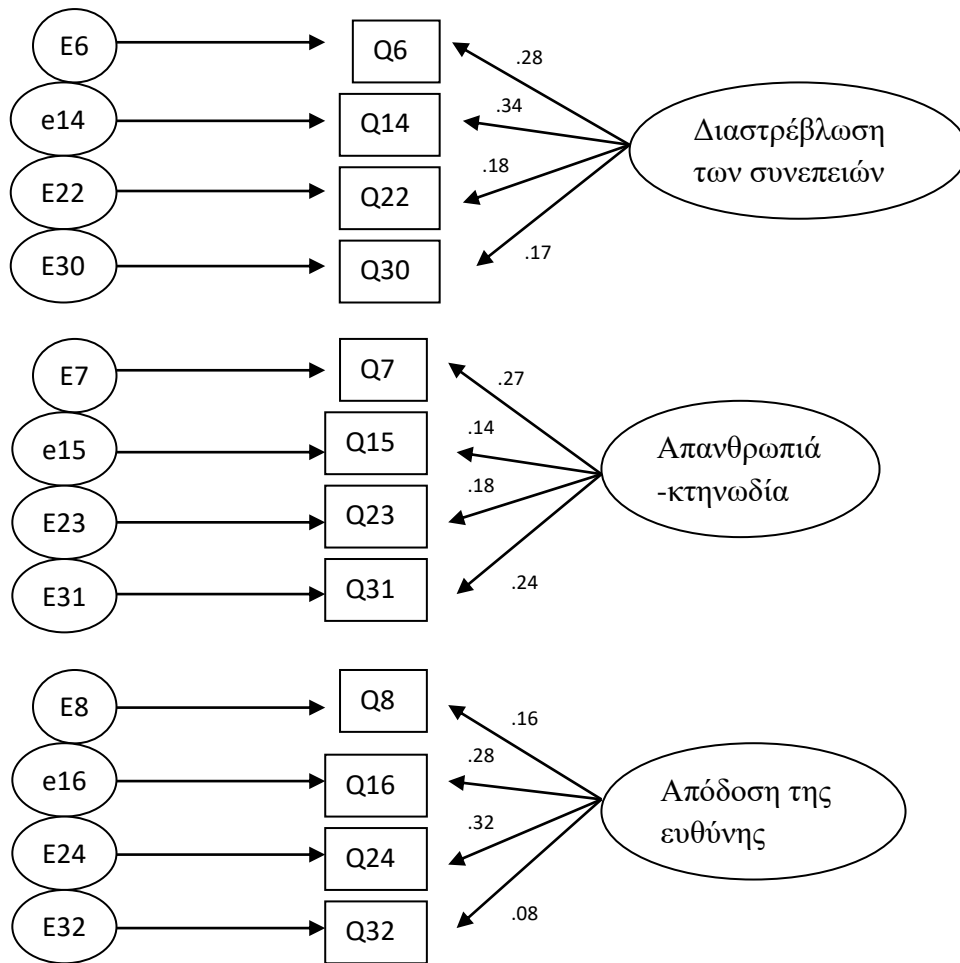 E6
Q6
.28
e14
Q14
.34
Διαστρέβλωση
των συνεπειών
E22
Q22
.18
E30
Q30
.17
E7
Q7
.27
e15
Q15
.14
Απανθρωπιά
-κτηνωδία
E23
Q23
.18
E31
Q31
.24
E8
Q8
.16
e16
Q16
.28
Απόδοση της
ευθύνης
E24
Q24
.32
E32
Q32
.08